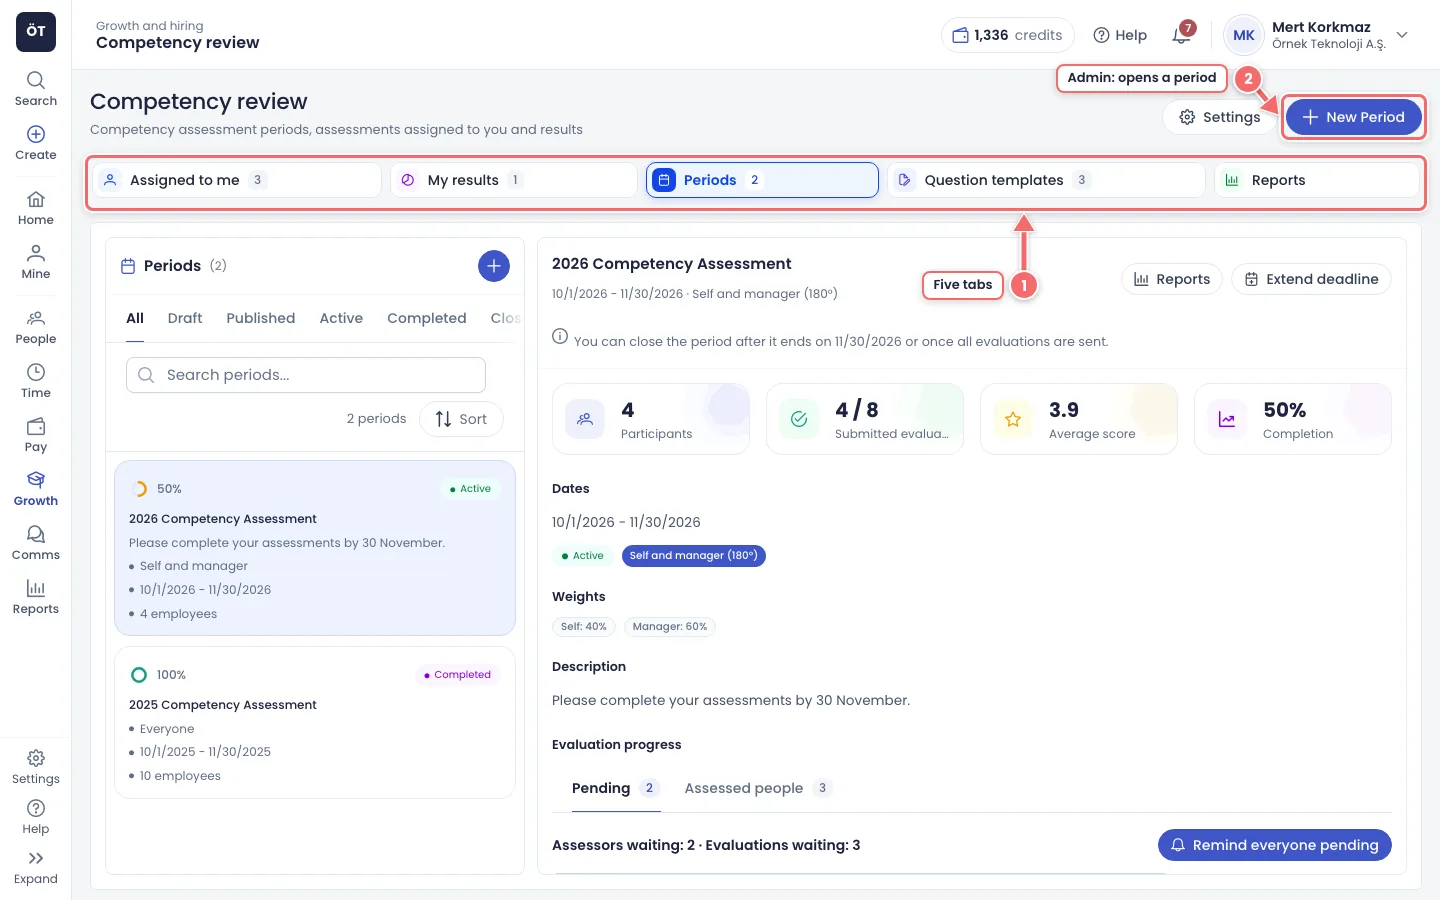 ÖT
Growth and hiring
Competency review
1,336 credits
Help
7
MK
Mert Korkmaz
Örnek Teknoloji A.Ş.
Search
Create
Home
Mine
People
Time
Pay
Growth
Comms
Reports
Settings
Help
Expand
Competency review
Competency assessment periods, assessments assigned to you and results
Admin: opens a period
2
Settings
New Period
Assigned to me 3
My results 1
Periods 2
Question templates 3
Reports
Five tabs
1
Periods (2)
All
Draft
Published
Active
Completed
Clos
Search periods...
2 periods
Sort
50%
Active
2026 Competency Assessment
Please complete your assessments by 30 November.
Self and manager
10/1/2026 - 11/30/2026
4 employees
100%
Completed
2025 Competency Assessment
Everyone
10/1/2025 - 11/30/2025
10 employees
2026 Competency Assessment
10/1/2026 - 11/30/2026 · Self and manager (180°)
Reports
Extend deadline
You can close the period after it ends on 11/30/2026 or once all evaluations are sent.
4
Participants
4 / 8
Submitted evalua...
3.9
Average score
50%
Completion
Dates
10/1/2026 - 11/30/2026
Active
Self and manager (180°)
Weights
Self: 40%
Manager: 60%
Description
Please complete your assessments by 30 November.
Evaluation progress
Pending 2
Assessed people 3
Assessors waiting: 2 · Evaluations waiting: 3
Remind everyone pending